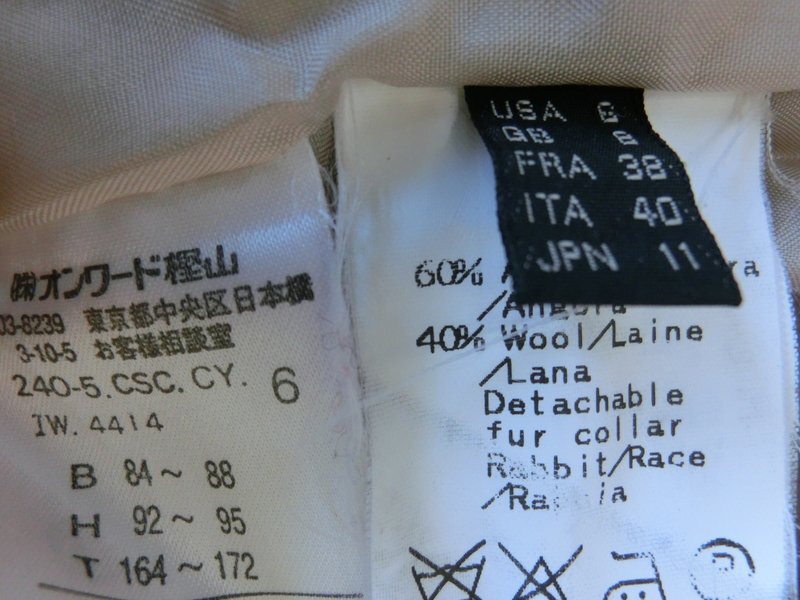 ㈱オンワード樫山
03-8239 東京都中央区日本橋
3-10-5 お客様相談室
240-5.CSC.CY. 6
IW.4414
B 84~ 88
H 92~ 95
T 164~172
USA 6
GB 8
FRA 38
ITA 40
JPN 11
60%
/Angora
40% Wool/Laine
/Lana
Detachable
fur collar
Rabbit/Race